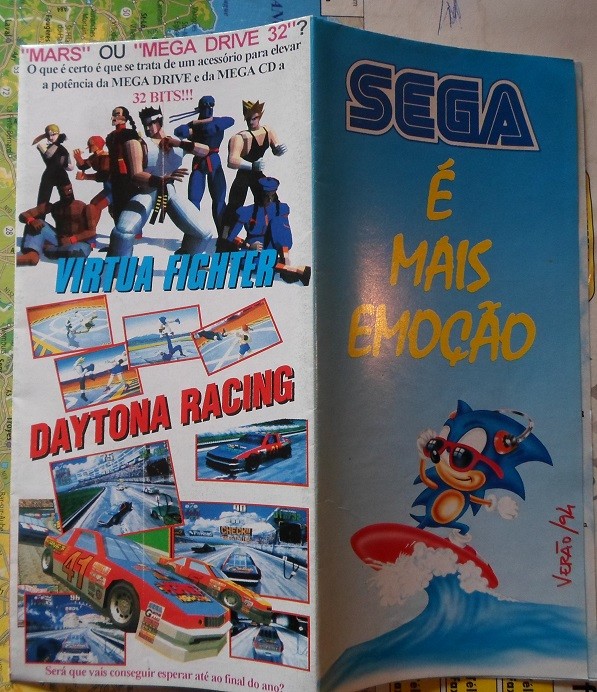 "MARS" OU "MEGA DRIVE 32"?
O que é certo é que se trata de um acessório para elevar
a potência da MEGA DRIVE e da MEGA CD a
32 BITS!!!
VIRTUA FIGHTER
DAYTONA RACING
CHECK!!
41
Será que vais conseguir esperar até ao final do ano?
SEGA
É
MAIS
EMOÇÃO
VERÃO/94